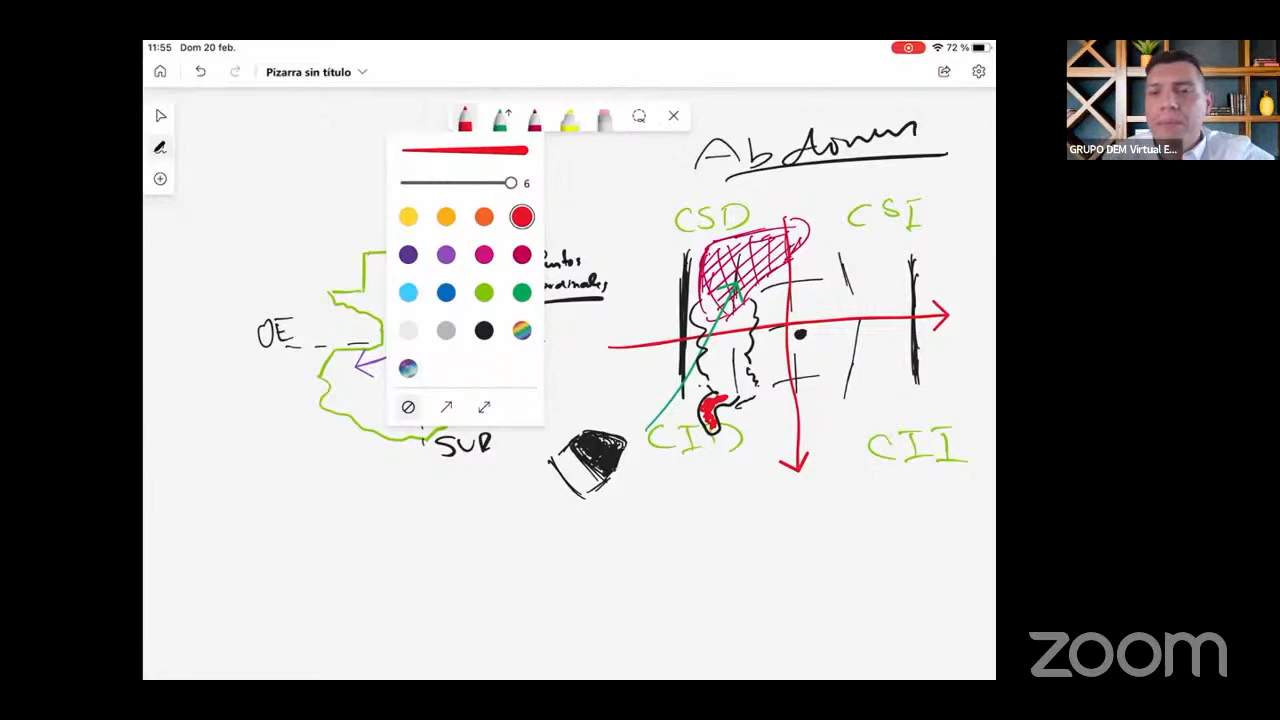 11:55 Dom 20 feb.
72 %
Pizarra sin título
GRUPO DEM Virtual E...
6
Abdomen
CSD
CSI
OE
CID
CII
SUR
zoom